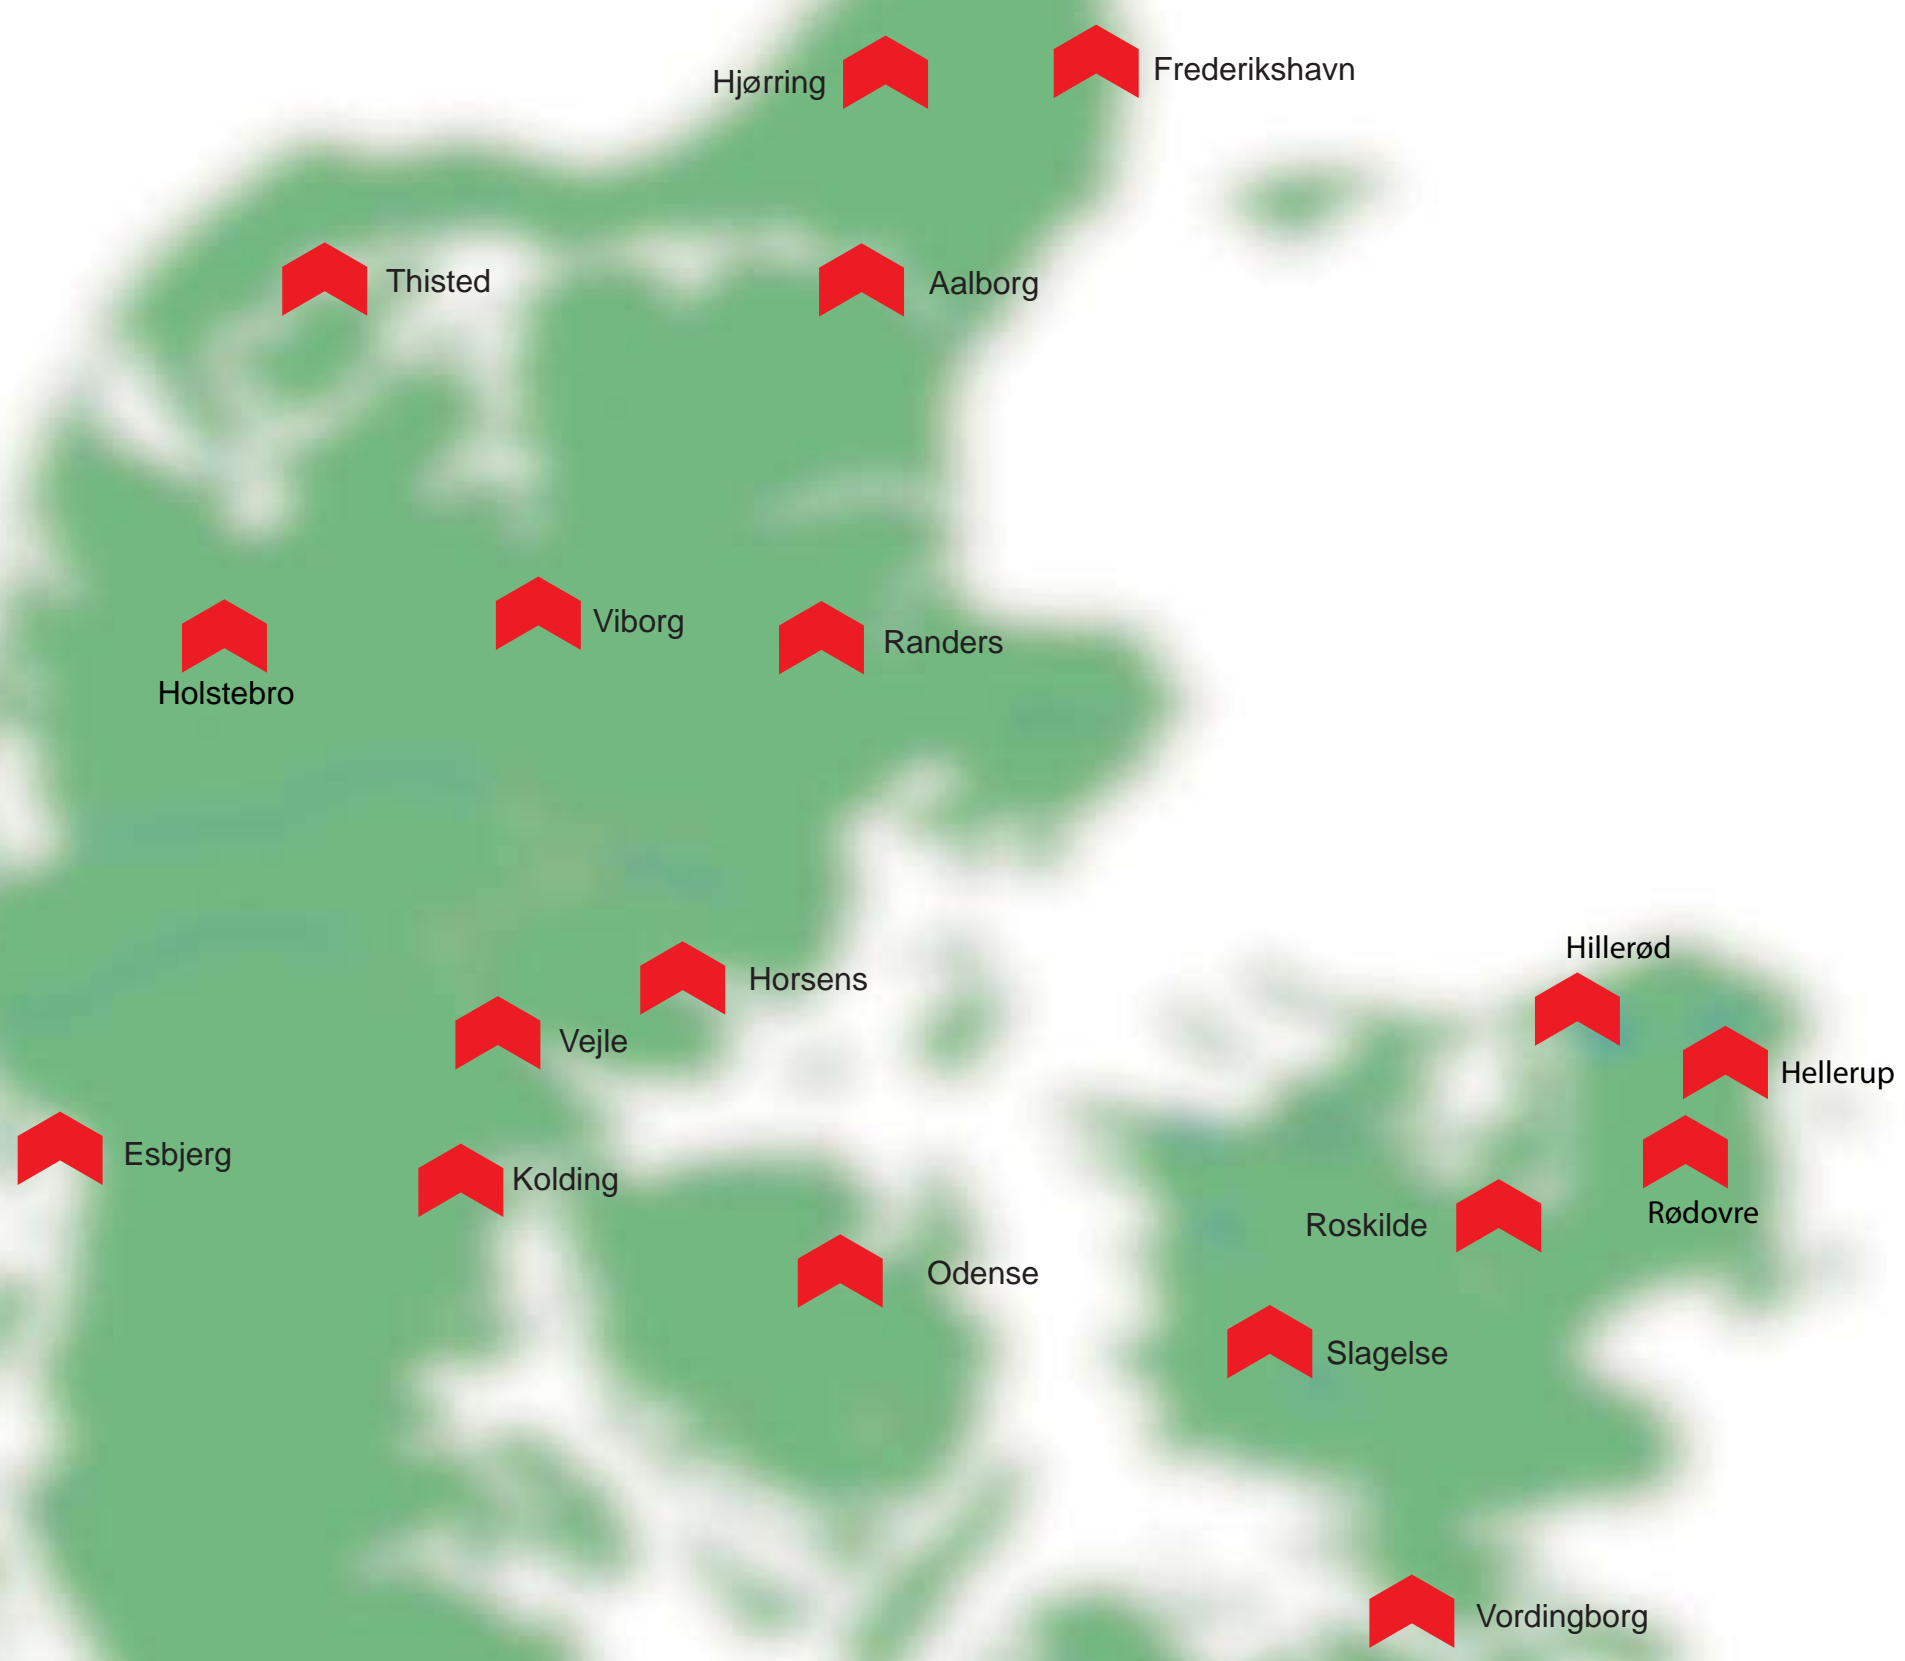 Hjørring
Frederikshavn
Thisted
Aalborg
Viborg
Randers
Holstebro
Hillerød
Horsens
Vejle
Hellerup
Esbjerg
Kolding
Rødovre
Roskilde
Odense
Slagelse
Vordingborg